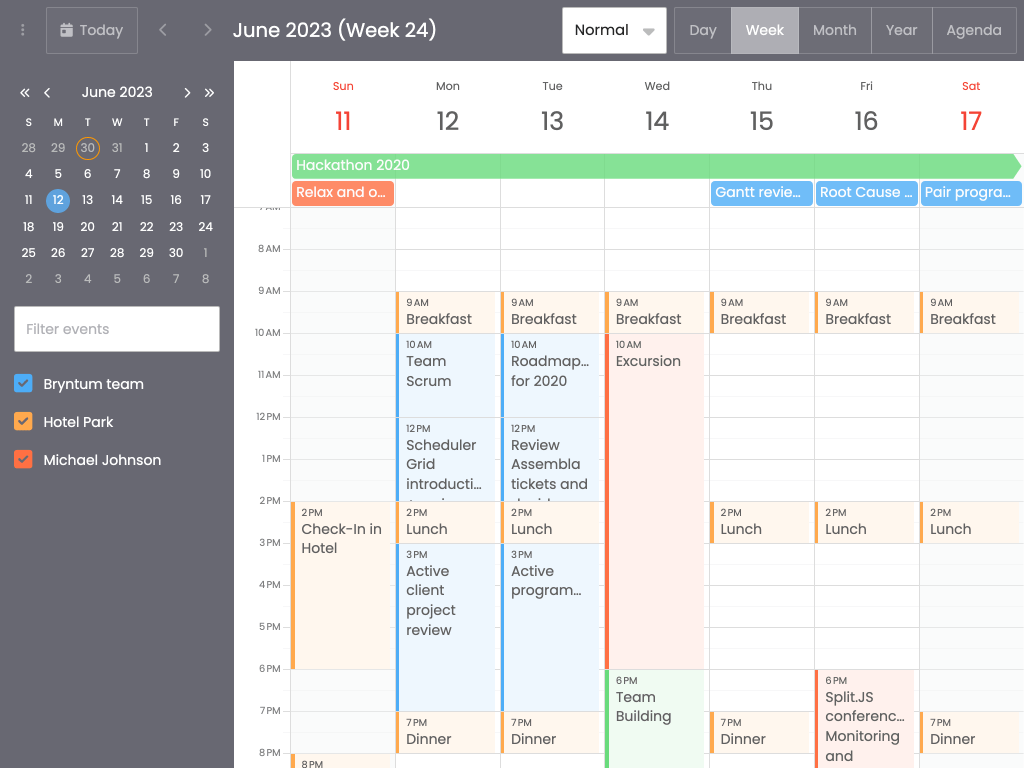 Today
June 2023 (Week 24)
Normal
Day
Week
Month
Year
Agenda
June 2023
S M T W T F S
28 29 30 31 1 2 3
4 5 6 7 8 9 10
11 12 13 14 15 16 17
18 19 20 21 22 23 24
25 26 27 28 29 30 1
2 3 4 5 6 7 8
Filter events
Bryntum team
Hotel Park
Michael Johnson
Sun Mon Tue Wed Thu Fri Sat
11 12 13 14 15 16 17
Hackathon 2020
Relax and o...
Gantt revie...
Root Cause ...
Pair progra...
8 AM
9 AM
10 AM
11 AM
12 PM
1 PM
2 PM
3 PM
4 PM
5 PM
6 PM
7 PM
8 PM
2 PM
Check-In in
Hotel
8 PM
9 AM
Breakfast
10 AM
Team
Scrum
12 PM
Scheduler
Grid
introducti...
2 PM
Lunch
3 PM
Active
client
project
review
7 PM
Dinner
9 AM
Breakfast
10 AM
Roadmap...
for 2020
12 PM
Review
Assembla
tickets and
2 PM
Lunch
3 PM
Active
program...
7 PM
Dinner
9 AM
Breakfast
10 AM
Excursion
6 PM
Team
Building
9 AM
Breakfast
2 PM
Lunch
7 PM
Dinner
9 AM
Breakfast
2 PM
Lunch
6 PM
Split.JS
conferenc...
Monitoring
and
9 AM
Breakfast
2 PM
Lunch
7 PM
Dinner